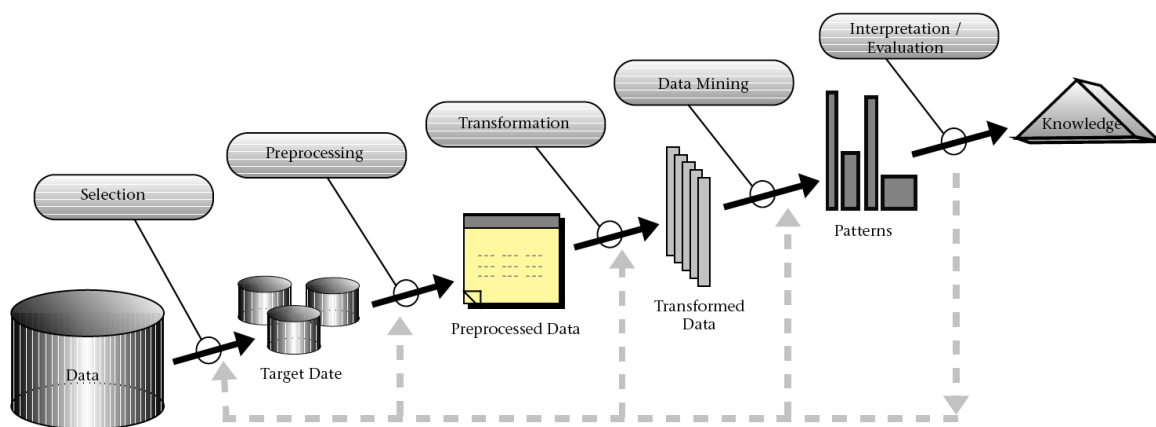 Interpretation /
Evaluation
Data Mining
Transformation
Preprocessing
Selection
Knowledge
Patterns
Transformed
Data
Preprocessed Data
Target Date
Data